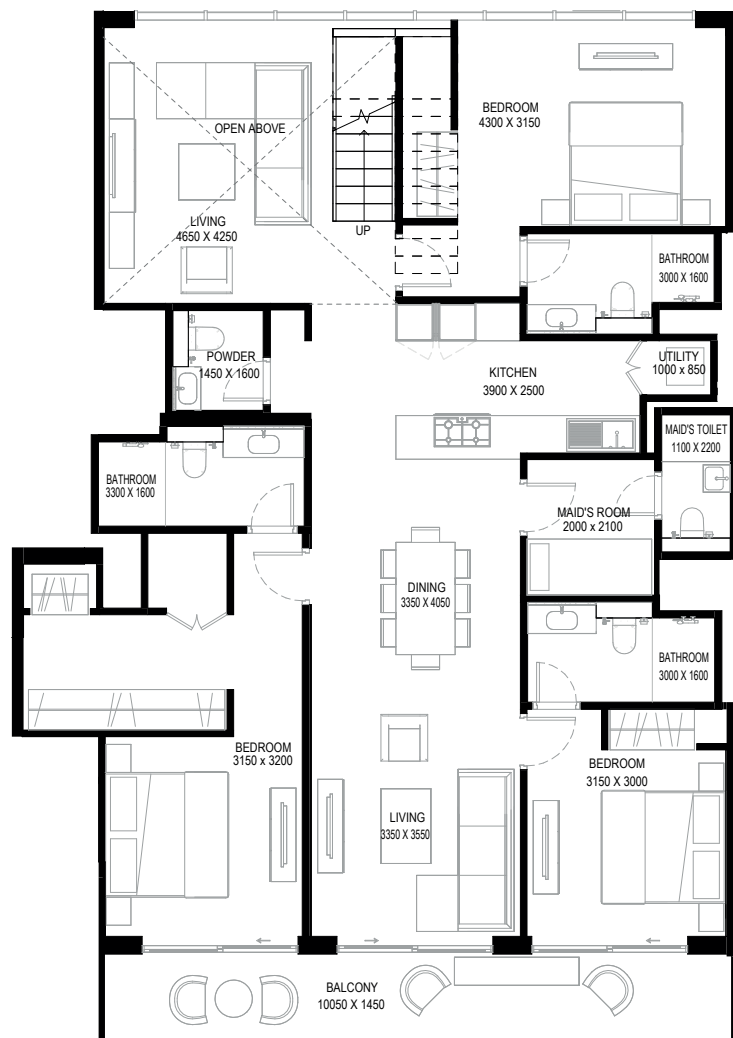 BEDROOM
4300 X 3150
OPEN ABOVE
LIVING
4650 X 4250
UP
BATHROOM
3000 X 1600
POWDER
1450 X 1600
KITCHEN
3900 X 2500
UTILITY
1000 x 850
MAID'S TOILET
1100 X 2200
BATHROOM
3300 X 1600
MAID'S ROOM
2000 x 2100
DINING
3350 X 4050
BATHROOM
3000 X 1600
BEDROOM
3150 x 3200
BEDROOM
3150 X 3000
LIVING
3350 X 3550
BALCONY
10050 X 1450